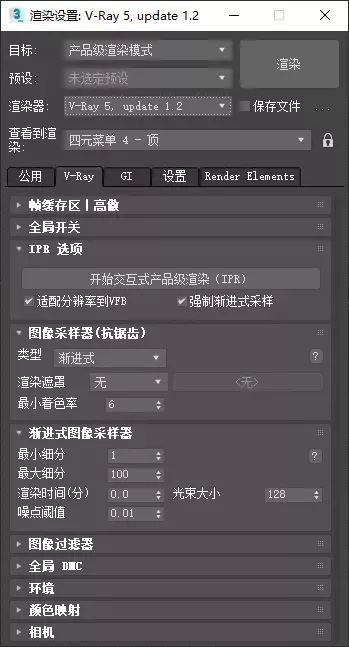 渲染设置: V-Ray 5, update 1.2
目标: 产品级渲染模式 渲染
预设: 未选定预设
渲染器: V-Ray 5, update 1.2 保存文件 ...
查看到渲染: 四元菜单 4 - 顶
公用 V-Ray GI 设置 Render Elements
帧缓存区丨高像
全局开关
IPR 选项
开始交互式产品级渲染（IPR）
适配分辨率到VFB 强制渐进式采样
图像采样器(抗锯齿)
类型 渐进式 ?
渲染遮罩 无 <无>
最小着色率 6
渐进式图像采样器
最小细分 1 ?
最大细分 100
渲染时间(分) 0.0 光束大小 128
噪点阈值 0.01
图像过滤器
全局 DMC
环境
颜色映射
相机